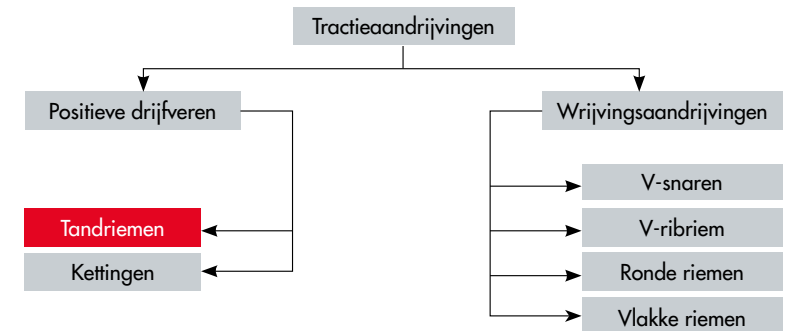 Tractieaandrijvingen
Positieve drijfveren
Wrijvingsaandrijvingen
Tandriemen
Kettingen
V-snaren
V-ribriem
Ronde riemen
Vlakke riemen